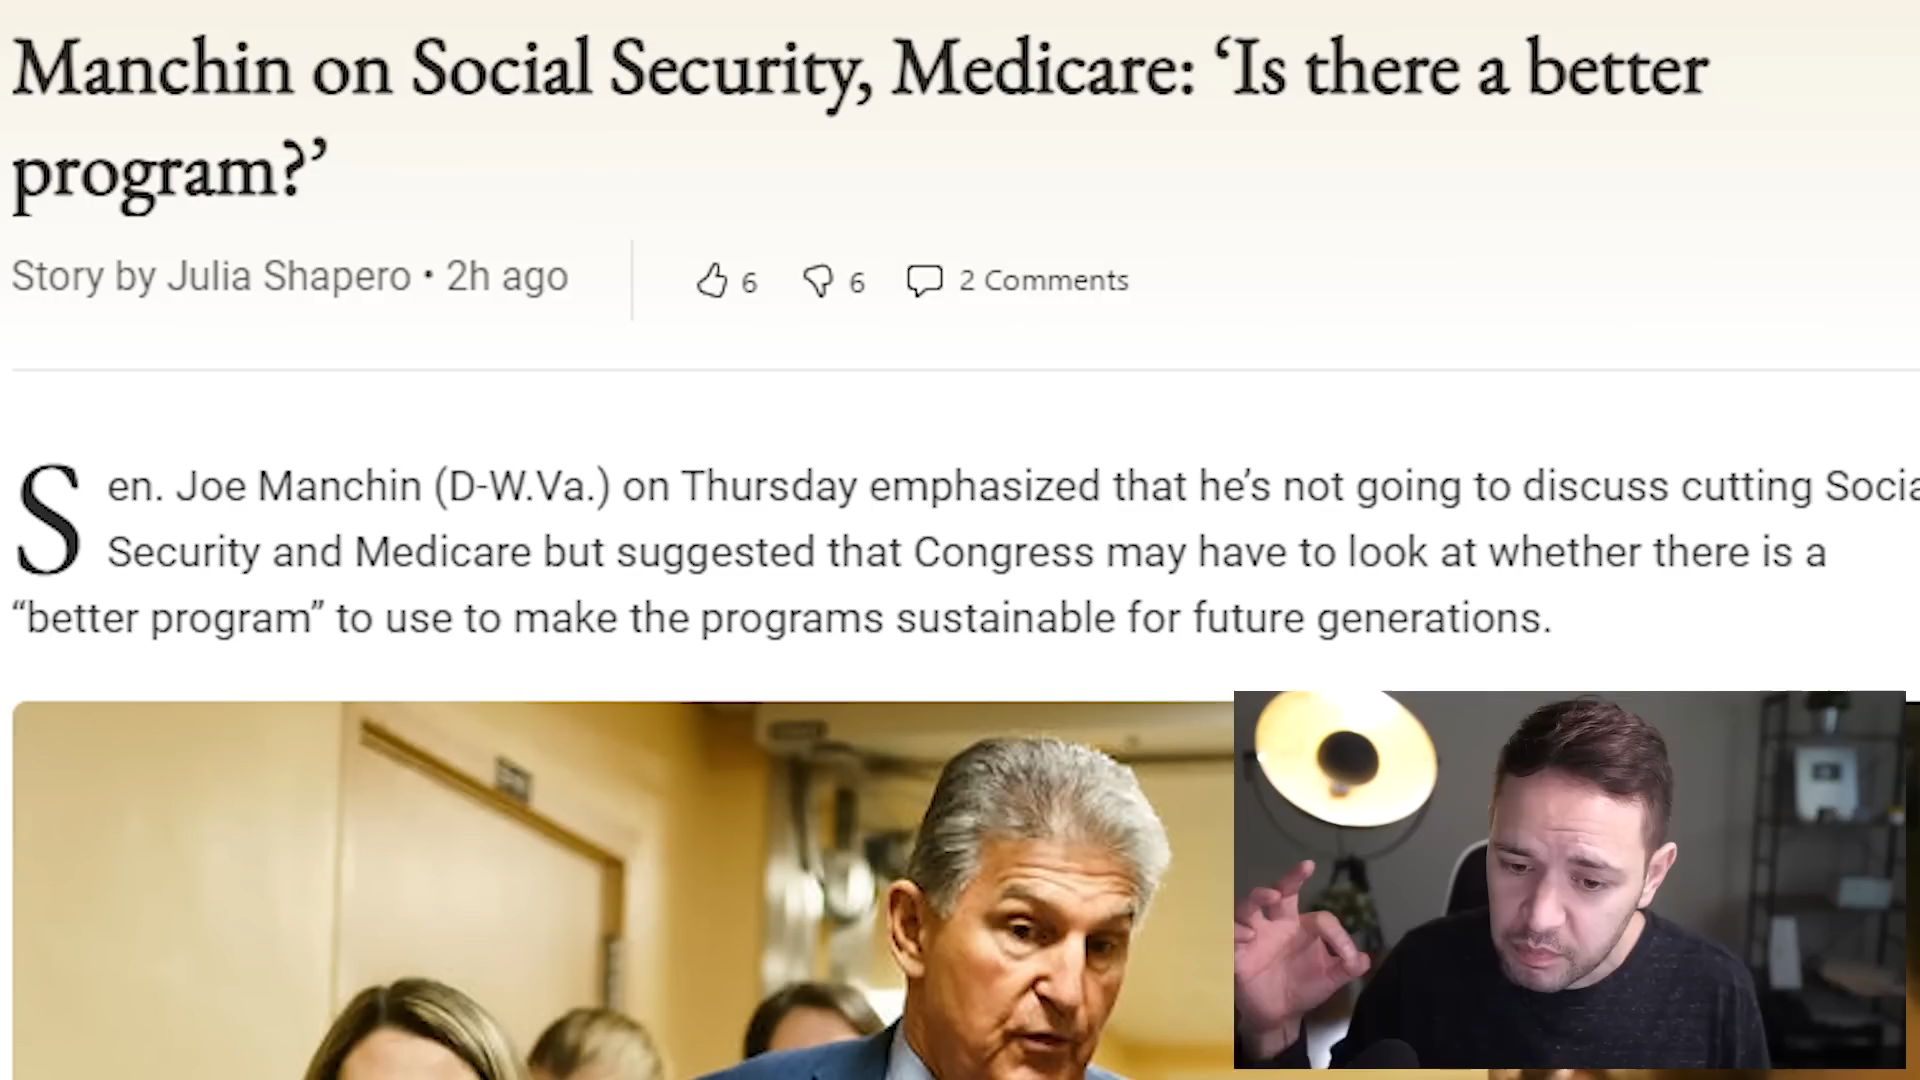 Manchin on Social Security, Medicare: ‘Is there a better
program?’
Story by Julia Shapero • 2h ago
6
6
2 Comments
Sen. Joe Manchin (D-W.Va.) on Thursday emphasized that he’s not going to discuss cutting Socia
Security and Medicare but suggested that Congress may have to look at whether there is a
“better program” to use to make the programs sustainable for future generations.